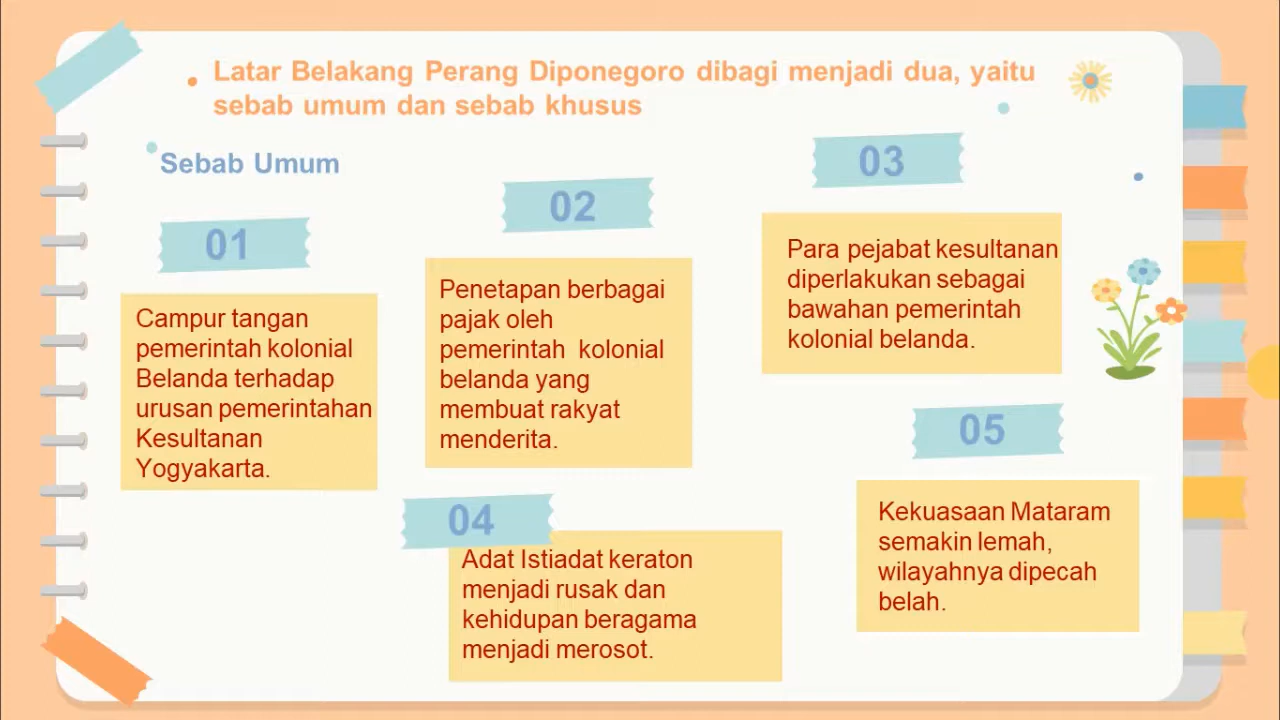 Latar Belakang Perang Diponegoro dibagi menjadi dua, yaitu
sebab umum dan sebab khusus
Sebab Umum
01
Campur tangan
pemerintah kolonial
Belanda terhadap
urusan pemerintahan
Kesultanan
Yogyakarta.
02
Penetapan berbagai
pajak oleh
pemerintah kolonial
belanda yang
membuat rakyat
menderita.
03
Para pejabat kesultanan
diperlakukan sebagai
bawahan pemerintah
kolonial belanda.
04
Adat Istiadat keraton
menjadi rusak dan
kehidupan beragama
menjadi merosot.
05
Kekuasaan Mataram
semakin lemah,
wilayahnya dipecah
belah.